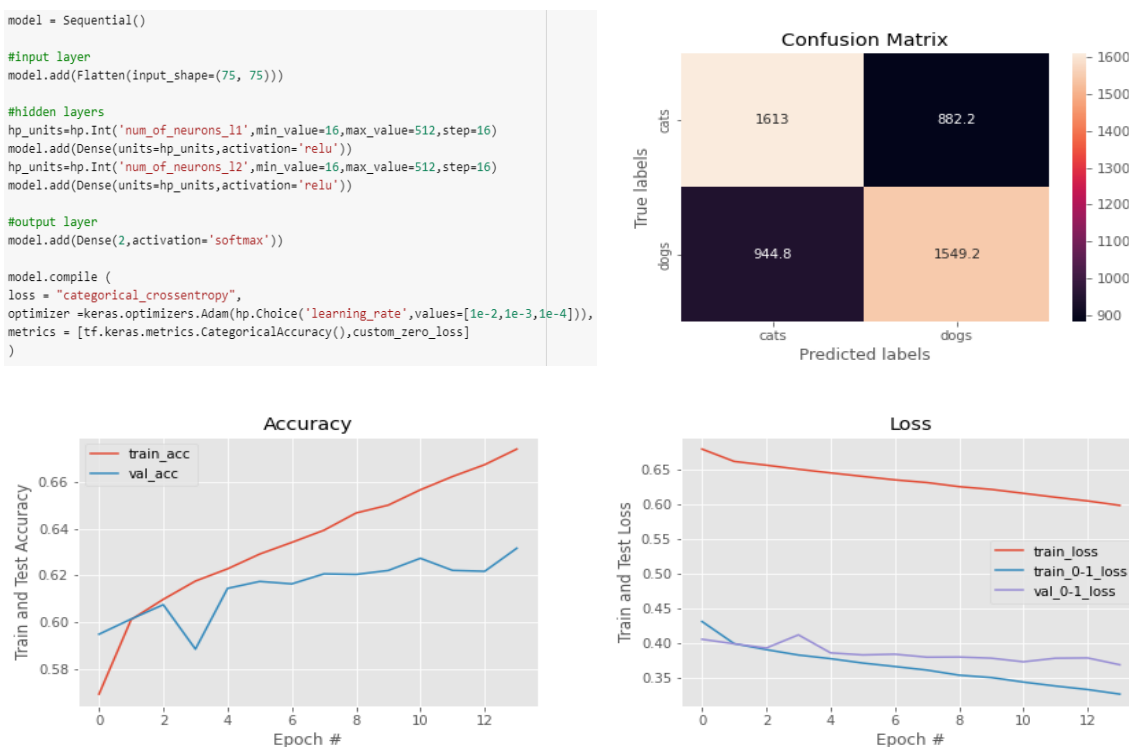 model = Sequential()
#input layer
model.add(Flatten(input_shape=(75, 75)))
#hidden layers
hp_units=hp.Int('num_of_neurons_l1',min_value=16,max_value=512,step=16)
model.add(Dense(units=hp_units,activation='relu'))
hp_units=hp.Int('num_of_neurons_l2',min_value=16,max_value=512,step=16)
model.add(Dense(units=hp_units,activation='relu'))
#output layer
model.add(Dense(2,activation='softmax'))
model.compile (
loss = "categorical_crossentropy",
optimizer =keras.optimizers.Adam(hp.Choice('learning_rate',values=[1e-2,1e-3,1e-4])),
metrics = [tf.keras.metrics.CategoricalAccuracy(),custom_zero_loss]
)
Confusion Matrix
True labels
cats
dogs
1613
882.2
944.8
1549.2
cats
dogs
Predicted labels
1600
1500
1400
1300
1200
1100
1000
900
Accuracy
train_acc
val_acc
Train and Test Accuracy
0.66
0.64
0.62
0.60
0.58
0
2
4
6
8
10
12
Epoch #
Loss
Train and Test Loss
0.65
0.60
0.55
0.50
0.45
0.40
0.35
train_loss
train_0-1_loss
val_0-1_loss
0
2
4
6
8
10
12
Epoch #